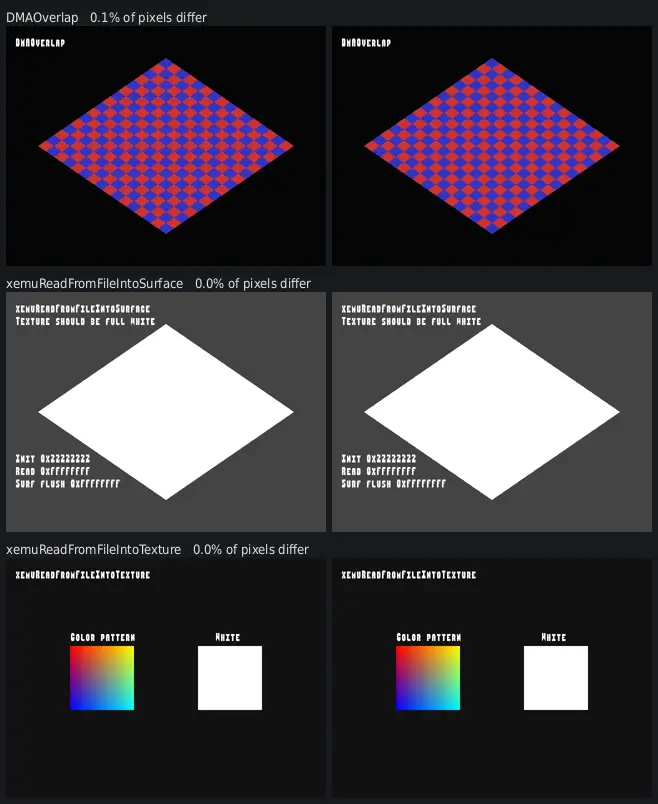 DMAOverlap 0.1% of pixels differ
DMAOverlap DMAOverlap
xemuReadFromFileIntoSurface 0.0% of pixels differ
xemuReadFromFileIntoSurface xemuReadFromFileIntoSurface
Texture should be full white Texture should be full white
Init 0x22222222 Init 0x22222222
Read 0xffffffff Read 0xffffffff
Surf flush 0xffffffff Surf flush 0xffffffff
xemuReadFromFileIntoTexture 0.0% of pixels differ
xemuReadFromFileIntoTexture xemuReadFromFileIntoTexture
Color pattern White Color pattern White